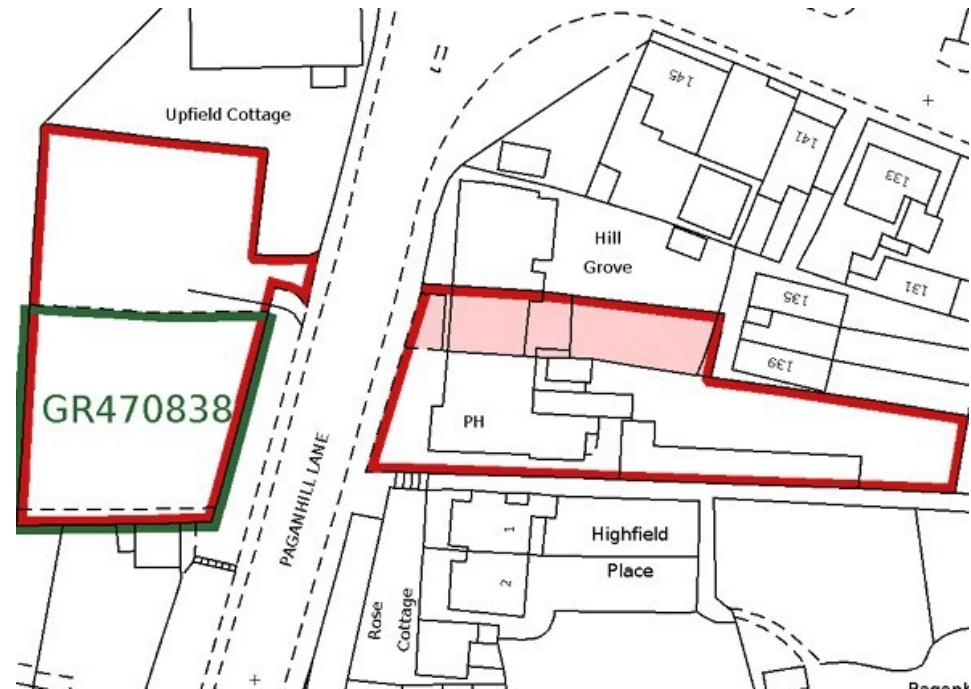 Upfield Cottage
145
141
133
Hill
Grove
135
131
139
GR470838
PH
PAGANHILL LANE
1
Highfield
2
Place
Rose
Cottage